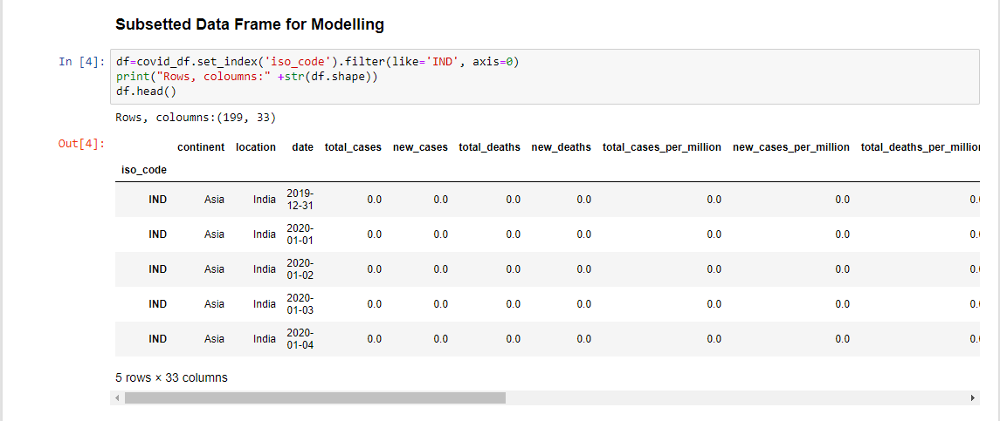 Subsetted Data Frame for Modelling
In [4]: df=covid_df.set_index('iso_code').filter(like='IND', axis=0)
print("Rows, coloumns:" +str(df.shape))
df.head()
Rows, coloumns:(199, 33)
Out[4]:
continent location date total_cases new_cases total_deaths new_deaths total_cases_per_million new_cases_per_million total_deaths_per_million
iso_code
IND Asia India 2019-12-31 0.0 0.0 0.0 0.0 0.0 0.0 0.
IND Asia India 2020-01-01 0.0 0.0 0.0 0.0 0.0 0.0 0.
IND Asia India 2020-01-02 0.0 0.0 0.0 0.0 0.0 0.0 0.
IND Asia India 2020-01-03 0.0 0.0 0.0 0.0 0.0 0.0 0.
IND Asia India 2020-01-04 0.0 0.0 0.0 0.0 0.0 0.0 0.
5 rows × 33 columns